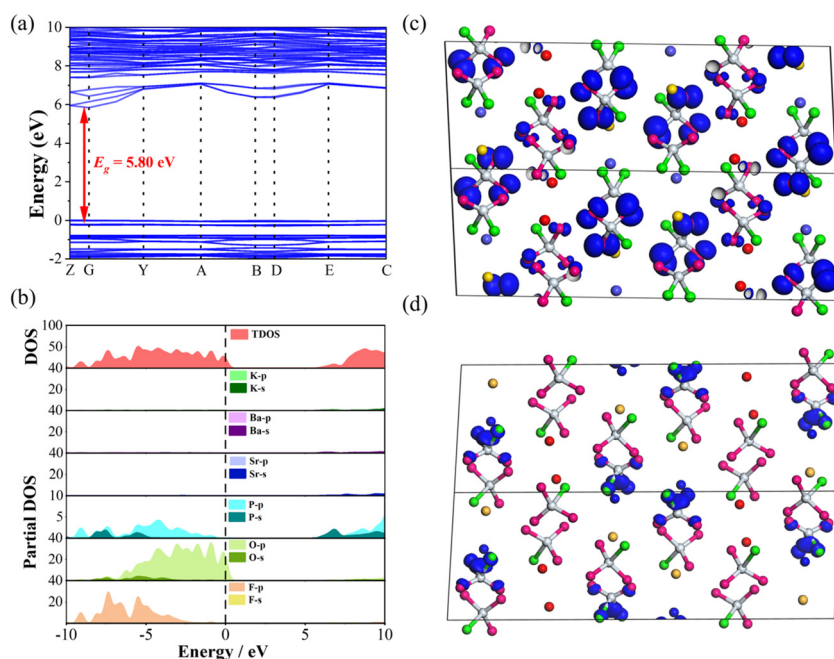 (a)
10
8
6
4
2
0
-2
Energy (eV)
Eg = 5.80 eV
Z G Y A B D E C
(b)
DOS
100
50
40
20
40
20
40
20
10
5
40
20
40
20
Partial DOS
TDOS
K-p
K-s
Ba-p
Ba-s
Sr-p
Sr-s
P-p
P-s
O-p
O-s
F-p
F-s
-10 -5 0 5 10
Energy / eV
(c)
(d)